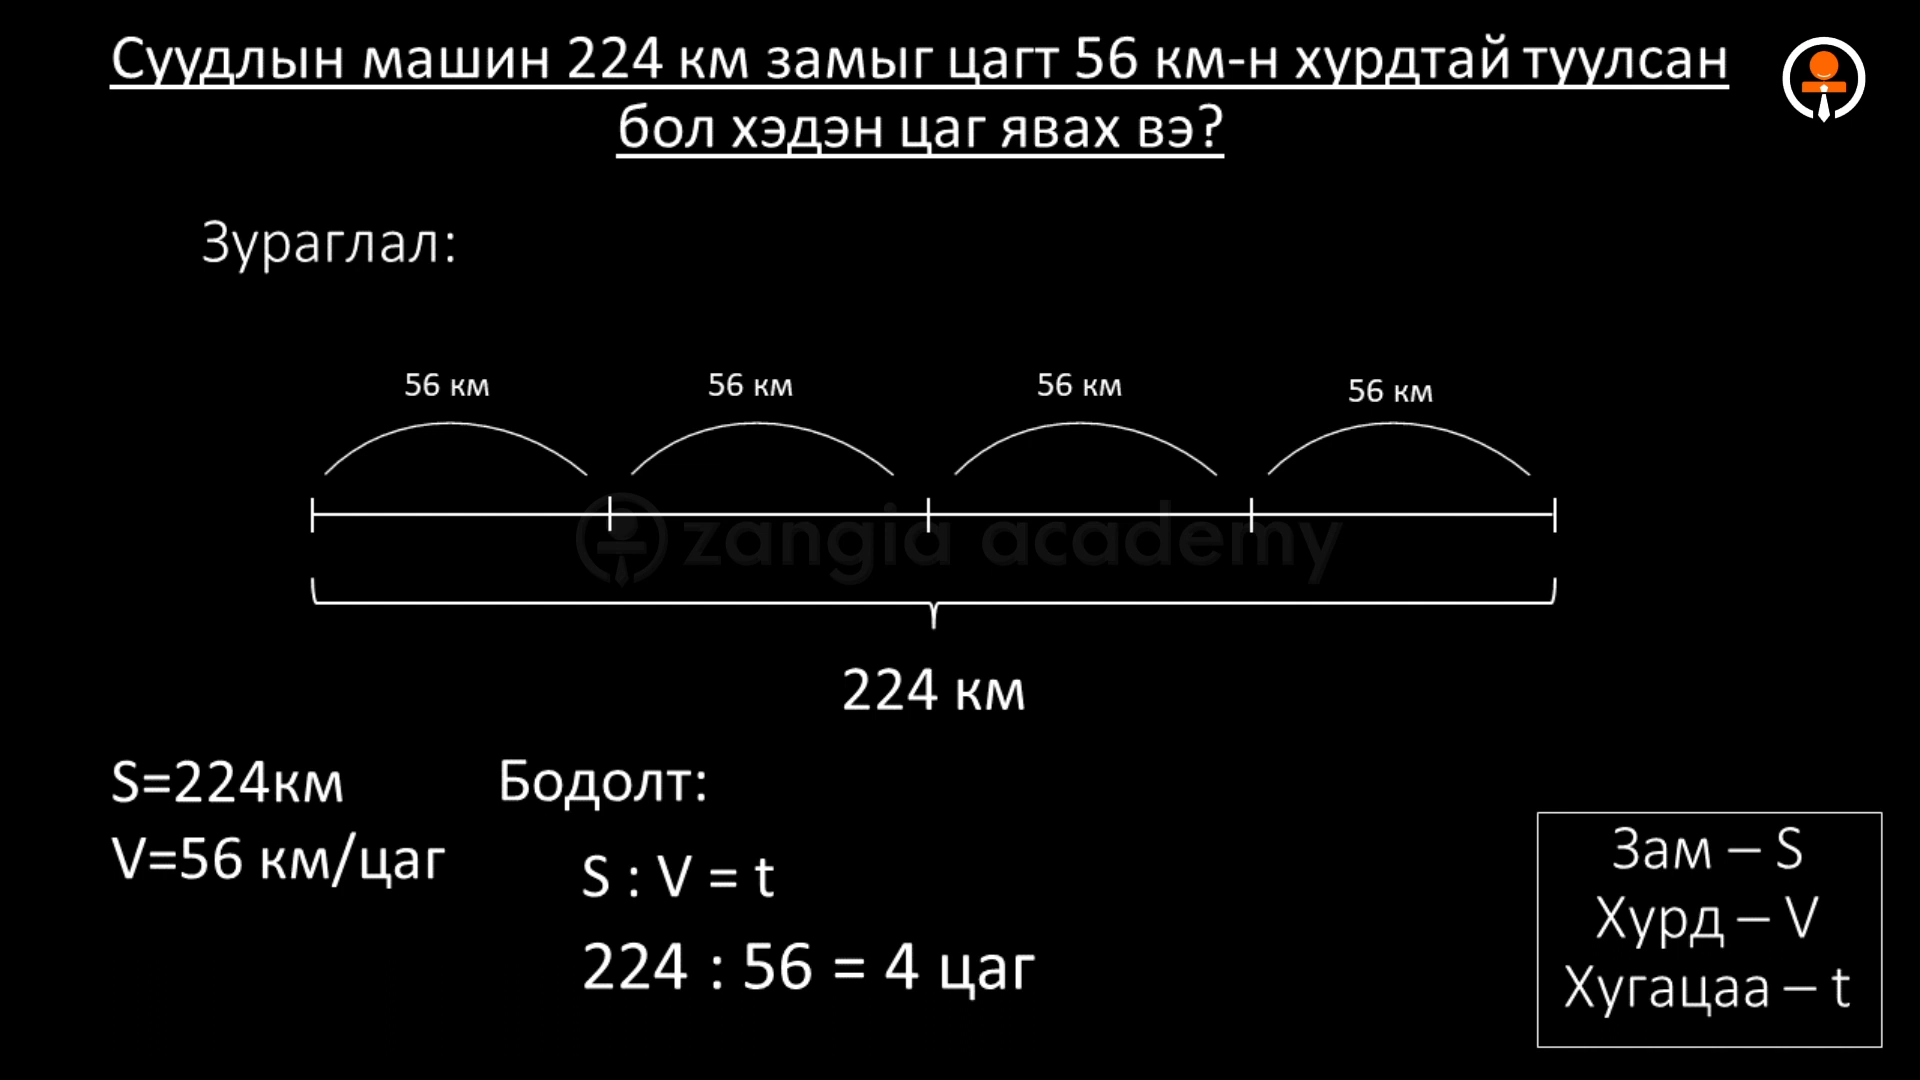 Суудлын машин 224 км замыг цагт 56 км-н хурдтай туулсан
бол хэдэн цаг явах вэ?
Зураглал:
56 км 56 км 56 км 56 км
zangia academy
224 км
S=224км
V=56 км/цаг
Бодолт:
S : V = t
224 : 56 = 4 цаг
Зам – S
Хурд – V
Хугацаа – t